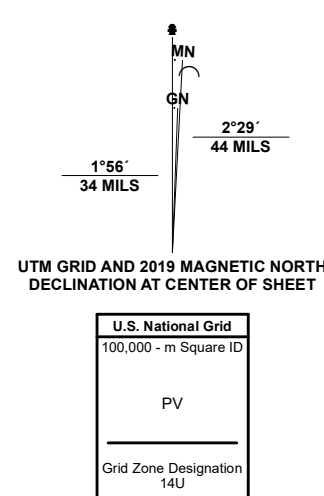 MN
GN
2°29´
44 MILS
1°56´
34 MILS
UTM GRID AND 2019 MAGNETIC NORTH
DECLINATION AT CENTER OF SHEET
U.S. National Grid
100,000 - m Square ID
PV
Grid Zone Designation
14U